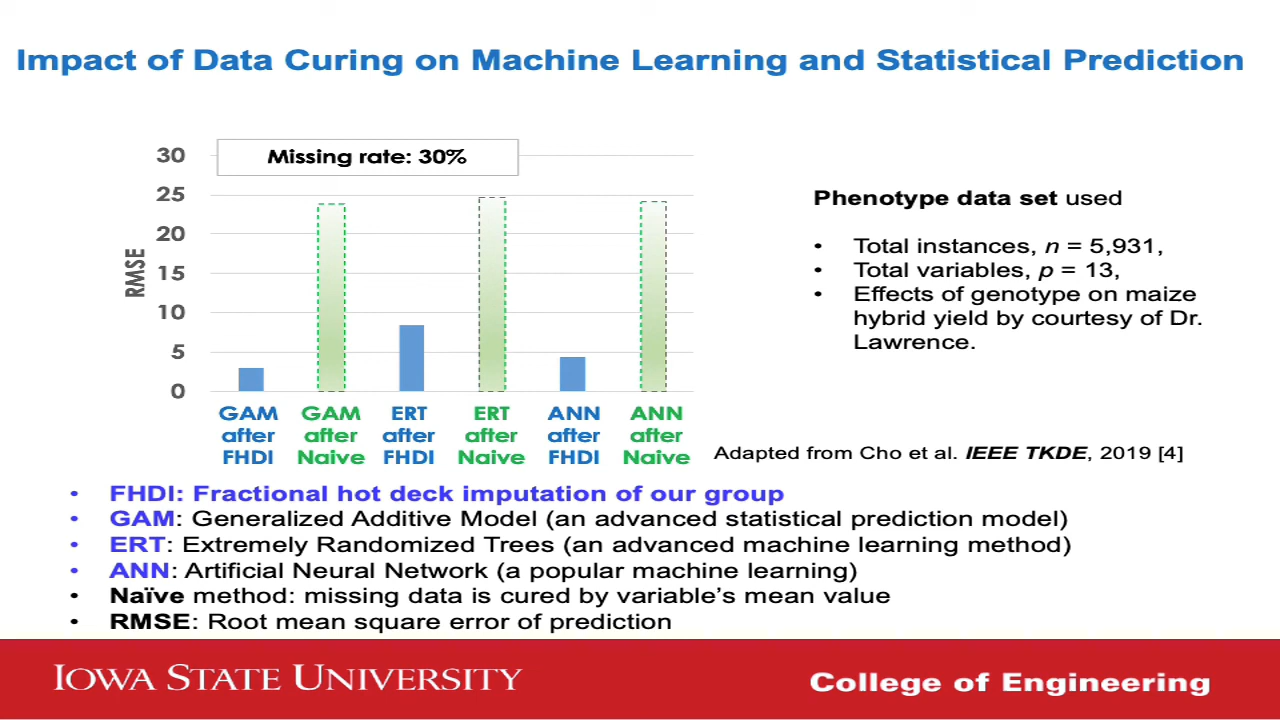 Impact of Data Curing on Machine Learning and Statistical Prediction
Missing rate: 30%
RMSE
30
25
20
15
10
5
0
GAM after FHDI
GAM after Naive
ERT after FHDI
ERT after Naive
ANN after FHDI
ANN after Naive
Phenotype data set used
• Total instances, n = 5,931,
• Total variables, p = 13,
• Effects of genotype on maize
hybrid yield by courtesy of Dr.
Lawrence.
Adapted from Cho et al. IEEE TKDE, 2019 [4]
• FHDI: Fractional hot deck imputation of our group
• GAM: Generalized Additive Model (an advanced statistical prediction model)
• ERT: Extremely Randomized Trees (an advanced machine learning method)
• ANN: Artificial Neural Network (a popular machine learning)
• Naïve method: missing data is cured by variable's mean value
• RMSE: Root mean square error of prediction
IOWA STATE UNIVERSITY
College of Engineering